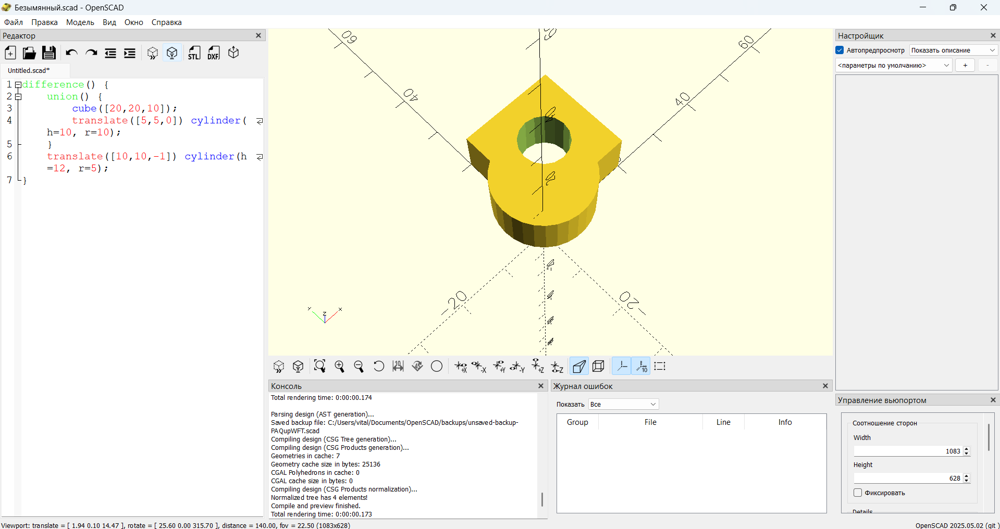 Безымянный.scad - OpenSCAD
Файл Правка Модель Вид Окно Справка
Редактор
STL DXF
Untitled.scad*
1 difference() {
2 union() {
3 cube([20,20,10]);
4 translate([5,5,0]) cylinder(
h=10, r=10);
5 }
6 translate([10,10,-1]) cylinder(h
=12, r=5);
7 }
60
60
40
40
20
-20
-20
Y Z X
10 45 +X -X +Y -Y +Z -Z 10
Консоль
Total rendering time: 0:00:00.174
Parsing design (AST generation)...
Saved backup file: C:/Users/vital/Documents/OpenSCAD/backups/unsaved-backup-
PAQupWFT.scad
Compiling design (CSG Tree generation)...
Compiling design (CSG Products generation)...
Geometries in cache: 7
Geometry cache size in bytes: 25136
CGAL Polyhedrons in cache: 0
CGAL cache size in bytes: 0
Compiling design (CSG Products normalization)...
Normalized tree has 4 elements!
Compile and preview finished.
Total rendering time: 0:00:00.173
Журнал ошибок
Показать Все
Group File Line Info
Настройщик
Автопредпросмотр Показать описание
<параметры по умолчанию> + -
Управление вьюпортом
Соотношение сторон
Width
1083
Height
628
Фиксировать
Details
Viewport: translate = [ 1.94 0.10 14.47 ], rotate = [ 25.60 0.00 315.70 ], distance = 140.00, fov = 22.50 (1083x628)
OpenSCAD 2025.05.02 (git )